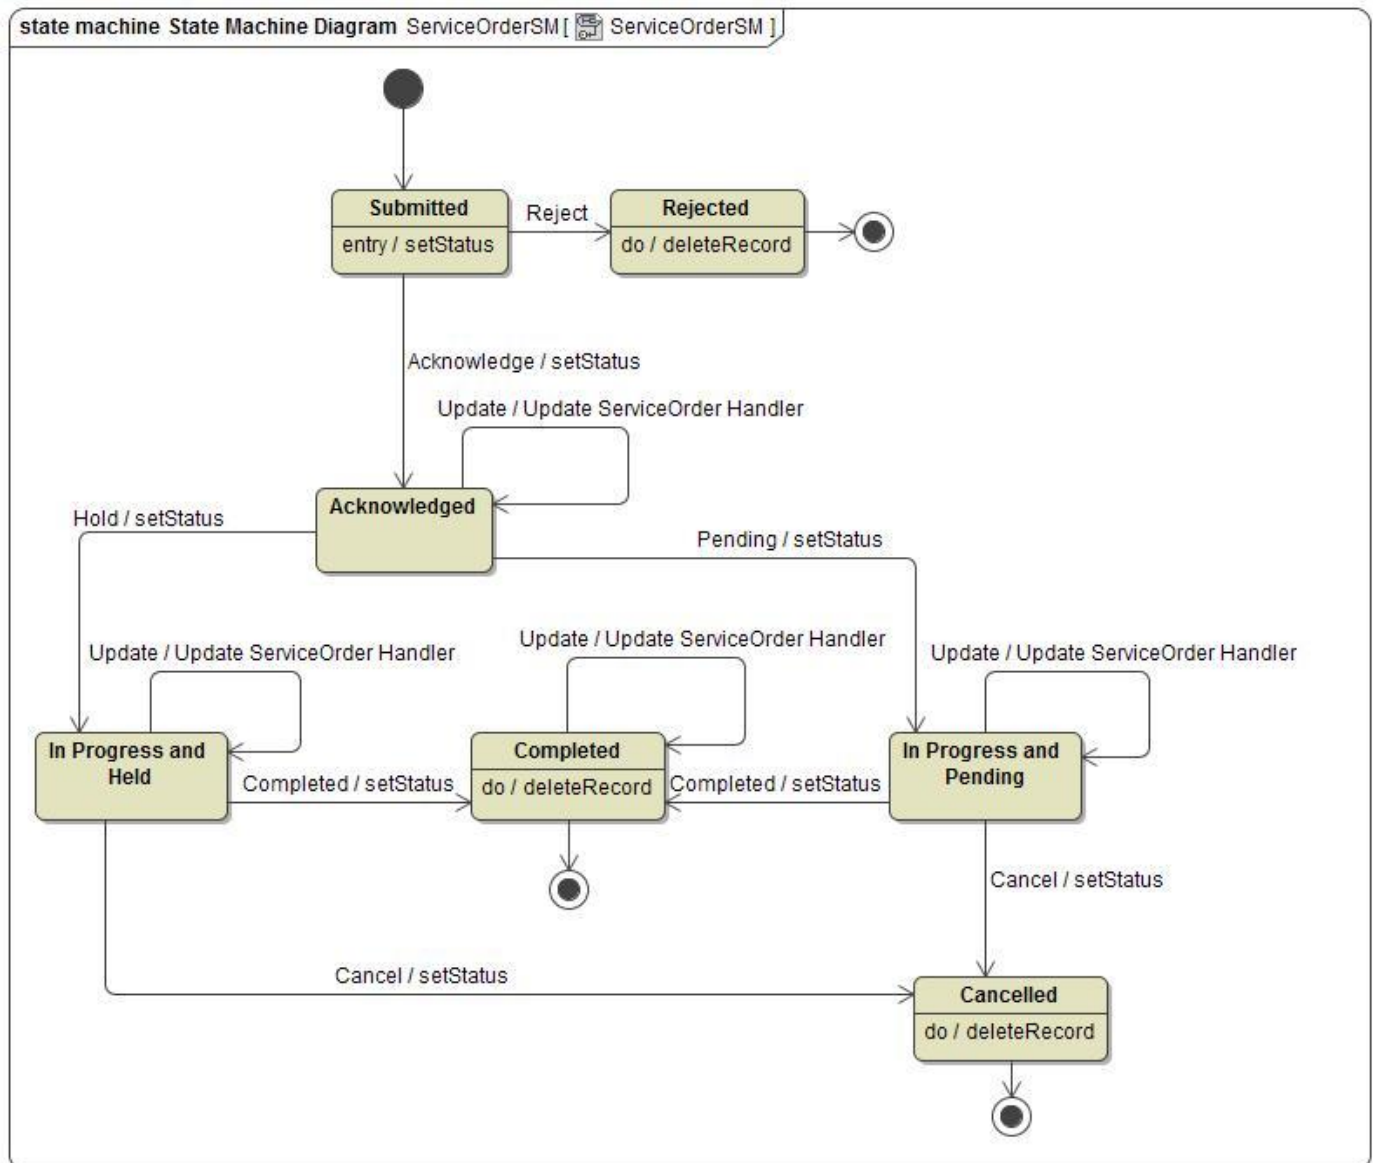 state machine State Machine Diagram ServiceOrderSM [ ServiceOrderSM ]
Submitted
entry / setStatus
Reject
Rejected
do / deleteRecord
Acknowledge / setStatus
Update / Update ServiceOrder Handler
Acknowledged
Hold / setStatus
Pending / setStatus
Update / Update ServiceOrder Handler
Update / Update ServiceOrder Handler
Update / Update ServiceOrder Handler
In Progress and
Held
Completed / setStatus
Completed
do / deleteRecord
Completed / setStatus
In Progress and
Pending
Cancel / setStatus
Cancel / setStatus
Cancelled
do / deleteRecord